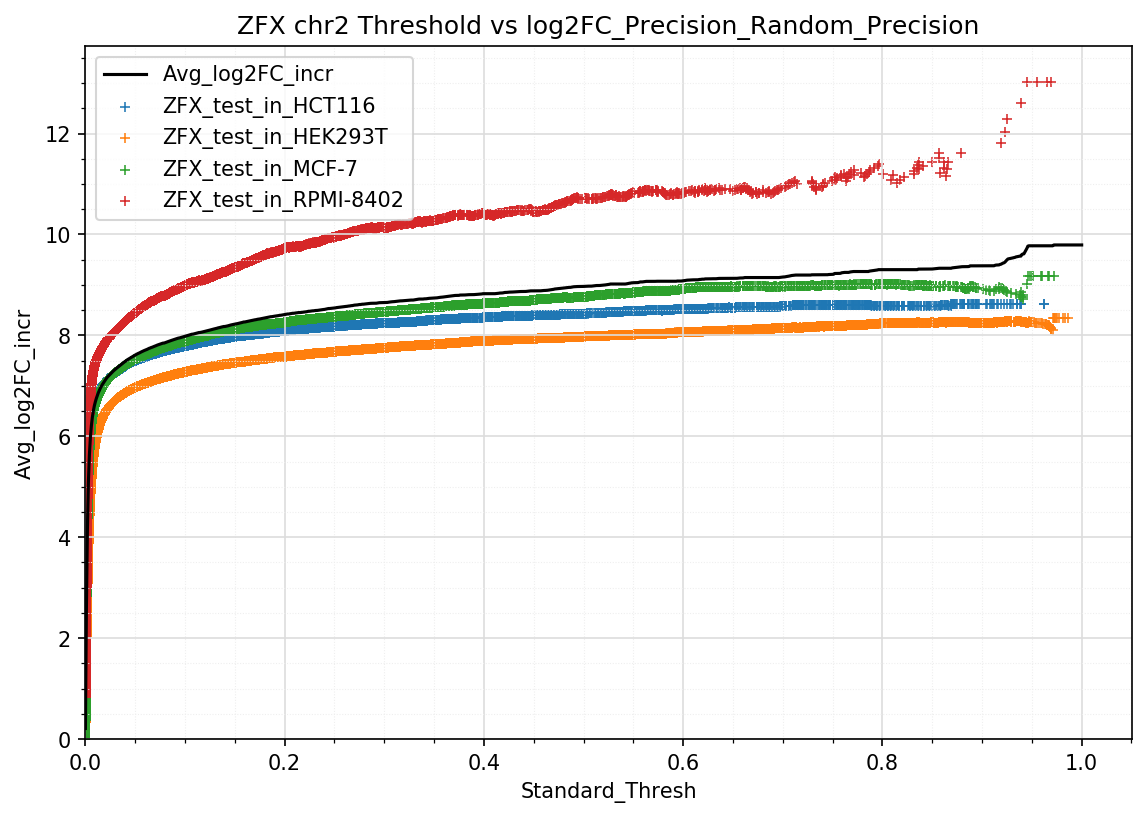 ZFX chr2 Threshold vs log2FC_Precision_Random_Precision
Avg_log2FC_incr
ZFX_test_in_HCT116
ZFX_test_in_HEK293T
ZFX_test_in_MCF-7
ZFX_test_in_RPMI-8402
Avg_log2FC_incr
12
10
8
6
4
2
0
0.0 0.2 0.4 0.6 0.8 1.0
Standard_Thresh